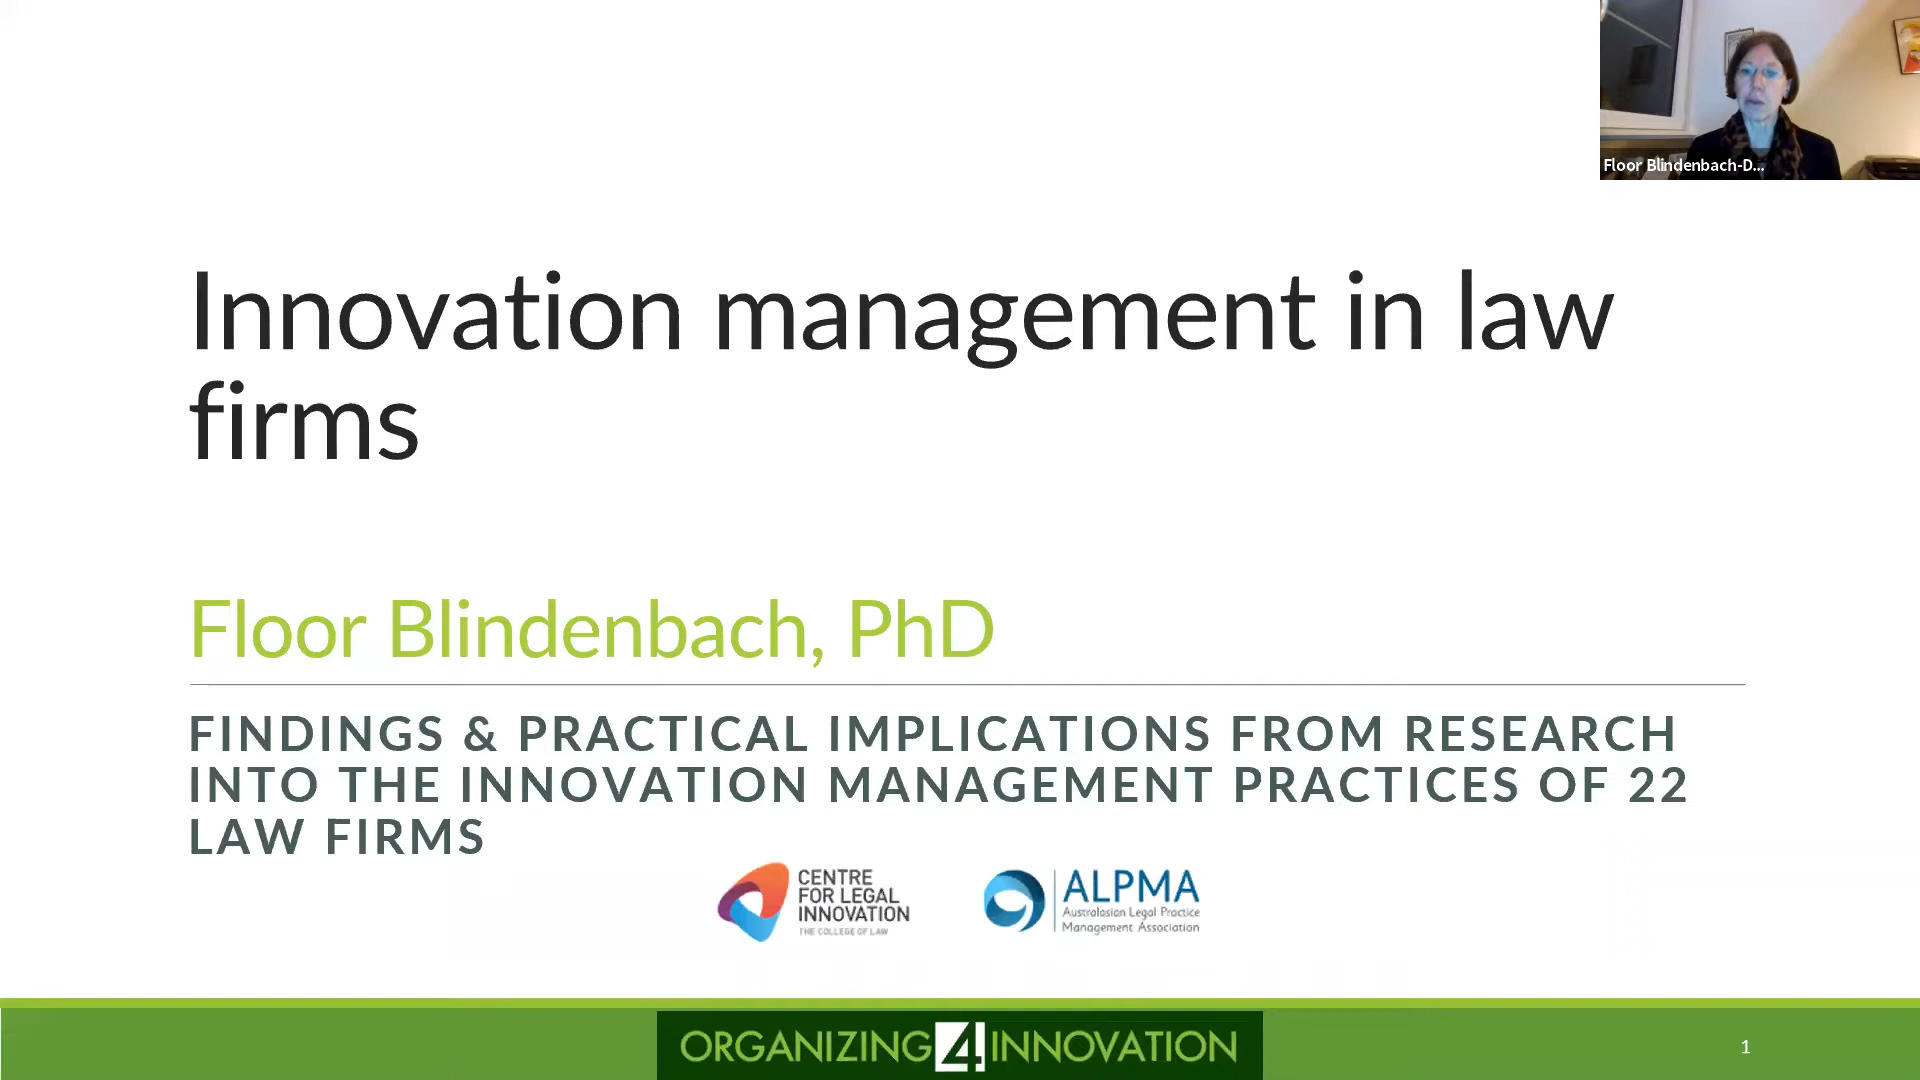 Floor Blindenbach-D...
Innovation management in law
firms
Floor Blindenbach, PhD
FINDINGS & PRACTICAL IMPLICATIONS FROM RESEARCH
INTO THE INNOVATION MANAGEMENT PRACTICES OF 22
LAW FIRMS
CENTRE
FOR LEGAL
INNOVATION
THE COLLEGE OF LAW
ALPMA
Australasian Legal Practice
Management Association
ORGANIZING4INNOVATION
1